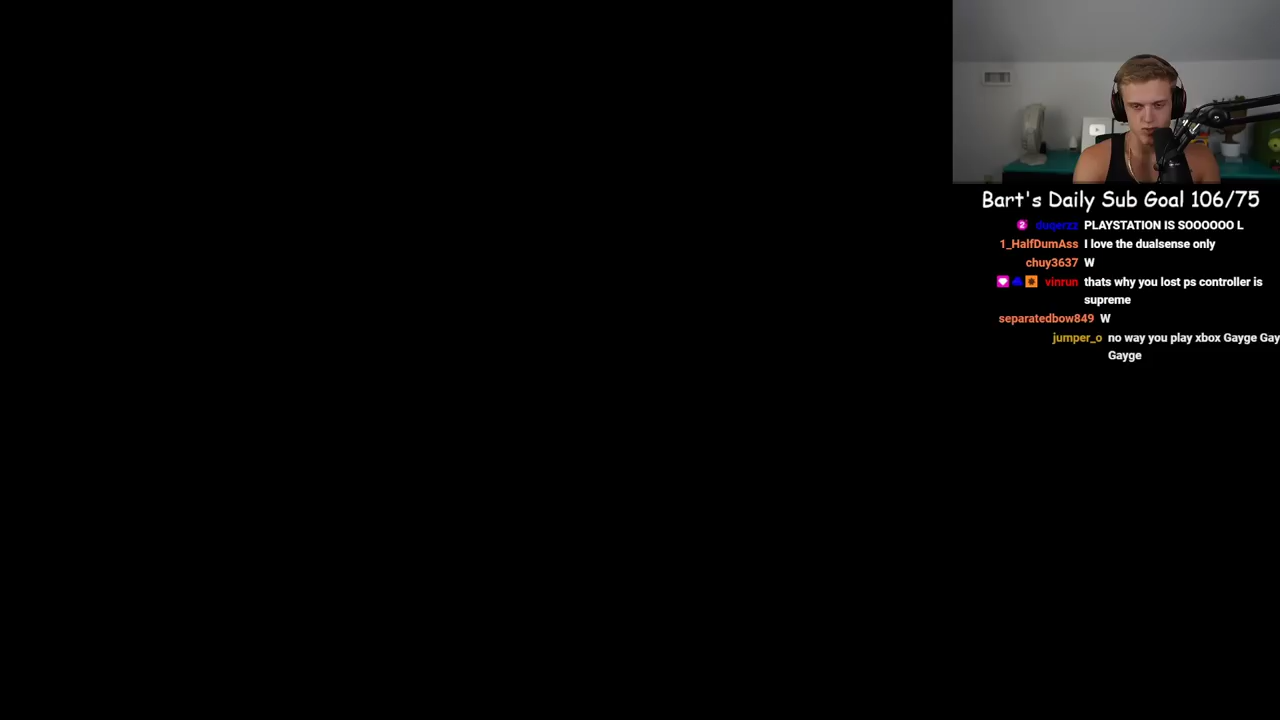 Bart's Daily Sub Goal 106/75
duqerzz PLAYSTATION IS SOOOOOO L
1_HalfDumAss I love the dualsense only
chuy3637 W
2 vinrun thats why you lost ps controller is
supreme
separatedbow849 W
jumper_o no way you play xbox Gayge Gay
Gayge